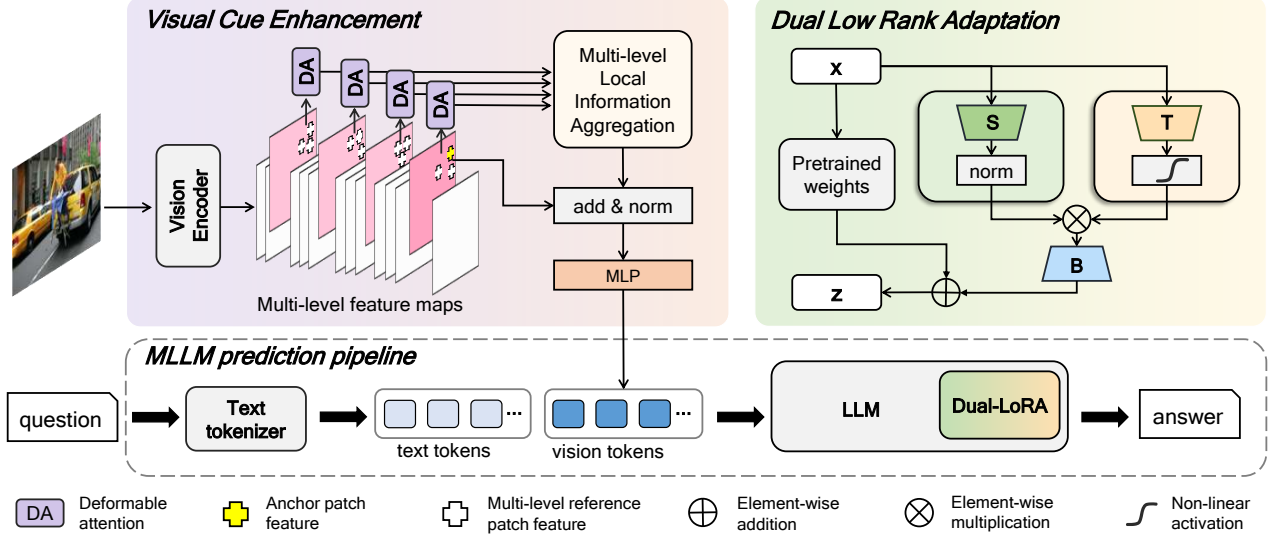 Visual Cue Enhancement
DA
DA
DA
DA
Multi-level
Local
Information
Aggregation
Vision
Encoder
add & norm
MLP
Multi-level feature maps
Dual Low Rank Adaptation
x
S
T
Pretrained
weights
norm
B
z
MLLM prediction pipeline
question
Text
tokenizer
...
text tokens
...
vision tokens
LLM
Dual-LoRA
answer
DA
Deformable
attention
Anchor patch
feature
Multi-level reference
patch feature
Element-wise
addition
Element-wise
multiplication
Non-linear
activation